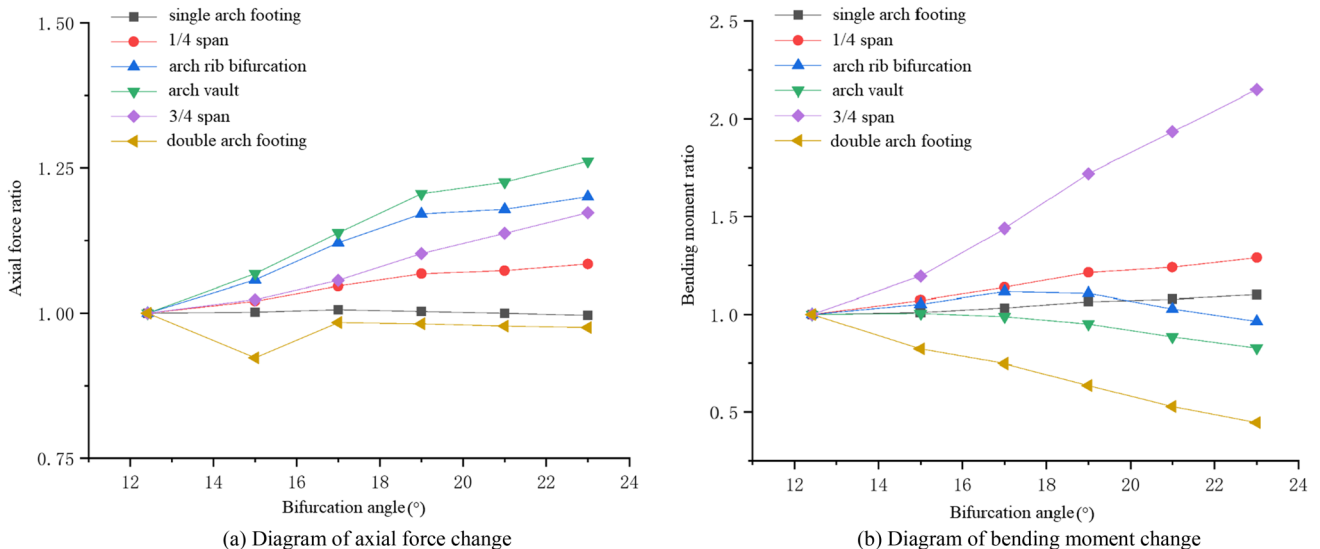 single arch footing
1/4 span
arch rib bifurcation
arch vault
3/4 span
double arch footing
1.50
1.25
1.00
0.75
Axial force ratio
12 14 16 18 20 22 24
Bifurcation angle(°)
(a) Diagram of axial force change
single arch footing
1/4 span
arch rib bifurcation
arch vault
3/4 span
double arch footing
2.5
2.0
1.5
1.0
0.5
Bending moment ratio
12 14 16 18 20 22 24
Bifurcation angle(°)
(b) Diagram of bending moment change